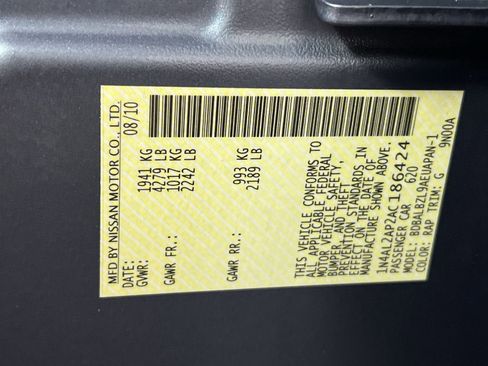 MFD BY NISSAN MOTOR CO., LTD.
DATE: 08/10
GVWR: 1941 KG
4279 LB
GAWR FR.: 1017 KG
2242 LB
GAWR RR.: 993 KG
2189 LB
THIS VEHICLE CONFORMS TO
ALL APPLICABLE FEDERAL
MOTOR VEHICLE SAFETY,
BUMPER, AND THEFT
PREVENTION STANDARDS IN
EFFECT ON THE DATE OF
MANUFACTURE SHOWN ABOVE.
1N4AL2AP2AC186424
PASSENGER CAR 620
MODEL: BDBALBZL3AEUAPAN-1
COLOR: RAP TRIM: G 9N00A